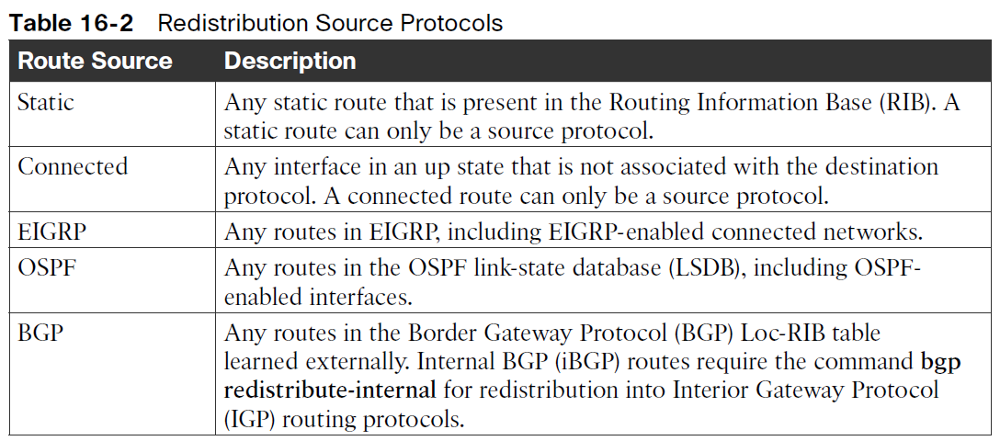 Table 16-2 Redistribution Source Protocols
Route Source Description
Static Any static route that is present in the Routing Information Base (RIB). A
static route can only be a source protocol.
Connected Any interface in an up state that is not associated with the destination
protocol. A connected route can only be a source protocol.
EIGRP Any routes in EIGRP, including EIGRP-enabled connected networks.
OSPF Any routes in the OSPF link-state database (LSDB), including OSPF-
enabled interfaces.
BGP Any routes in the Border Gateway Protocol (BGP) Loc-RIB table
learned externally. Internal BGP (iBGP) routes require the command bgp
redistribute-internal for redistribution into Interior Gateway Protocol
(IGP) routing protocols.